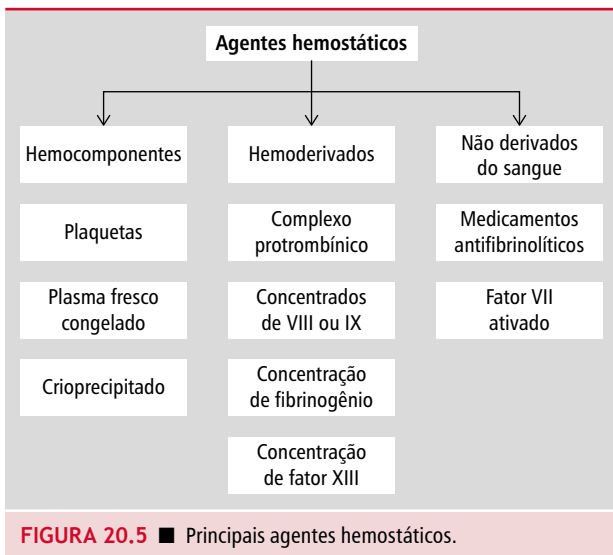 Agentes hemostáticos
Hemocomponentes
Plaquetas
Plasma fresco
congelado
Crioprecipitado
Hemoderivados
Complexo
protrombínico
Concentrados
de VIII ou IX
Concentração
de fibrinogênio
Concentração
de fator XIII
Não derivados
do sangue
Medicamentos
antifibrinolíticos
Fator VII
ativado
FIGURA 20.5 ■ Principais agentes hemostáticos.